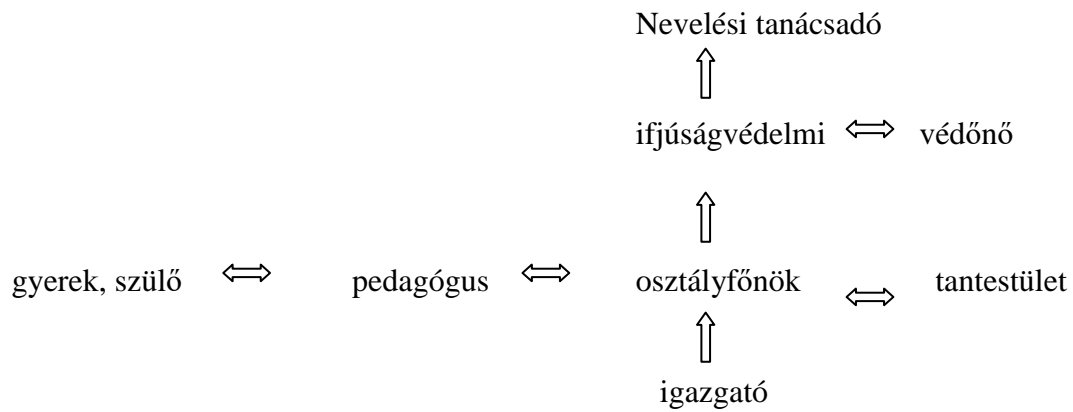 Nevelési tanácsadó
ifjúságvédelmi védőnő
gyerek, szülő pedagógus osztályfőnök tantestület
igazgató